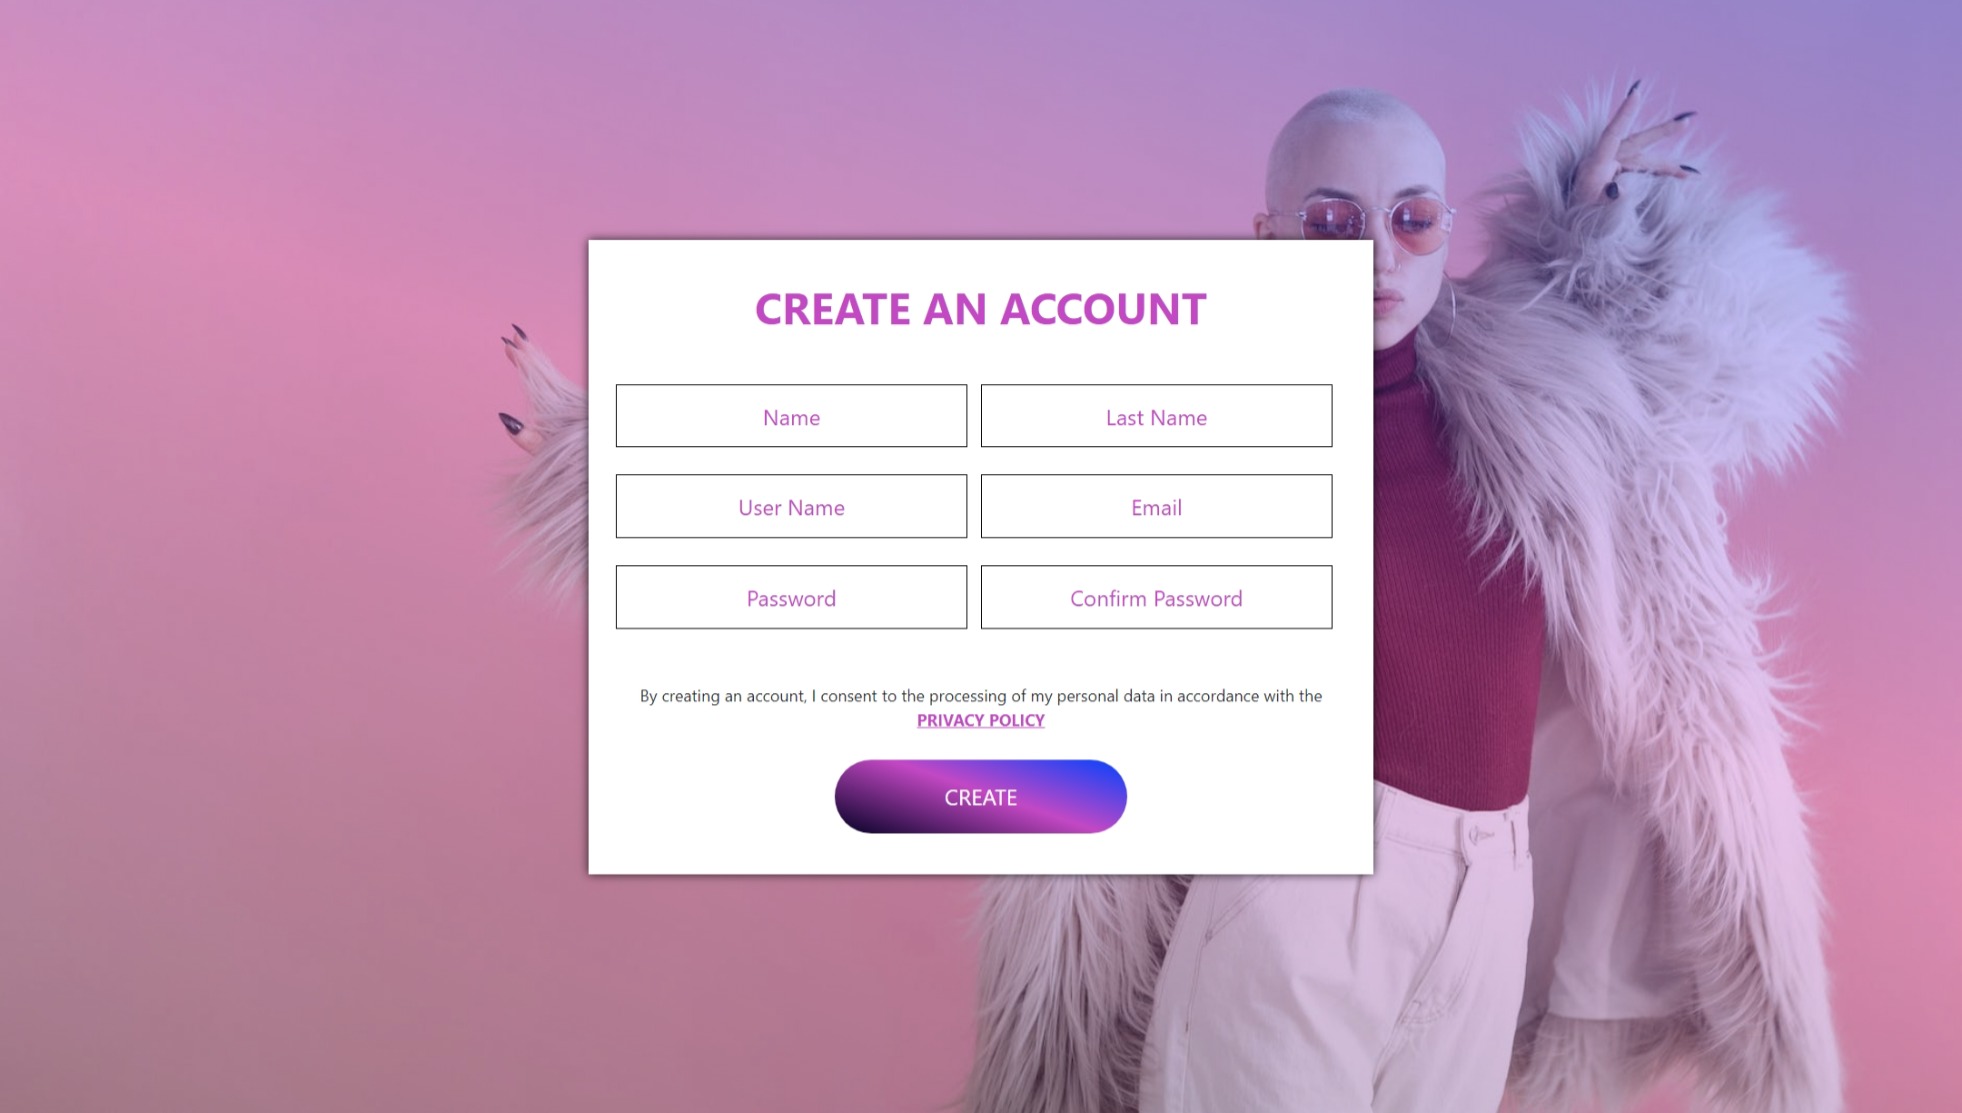 CREATE AN ACCOUNT
Name
Last Name
User Name
Email
Password
Confirm Password
By creating an account, I consent to the processing of my personal data in accordance with the
PRIVACY POLICY
CREATE